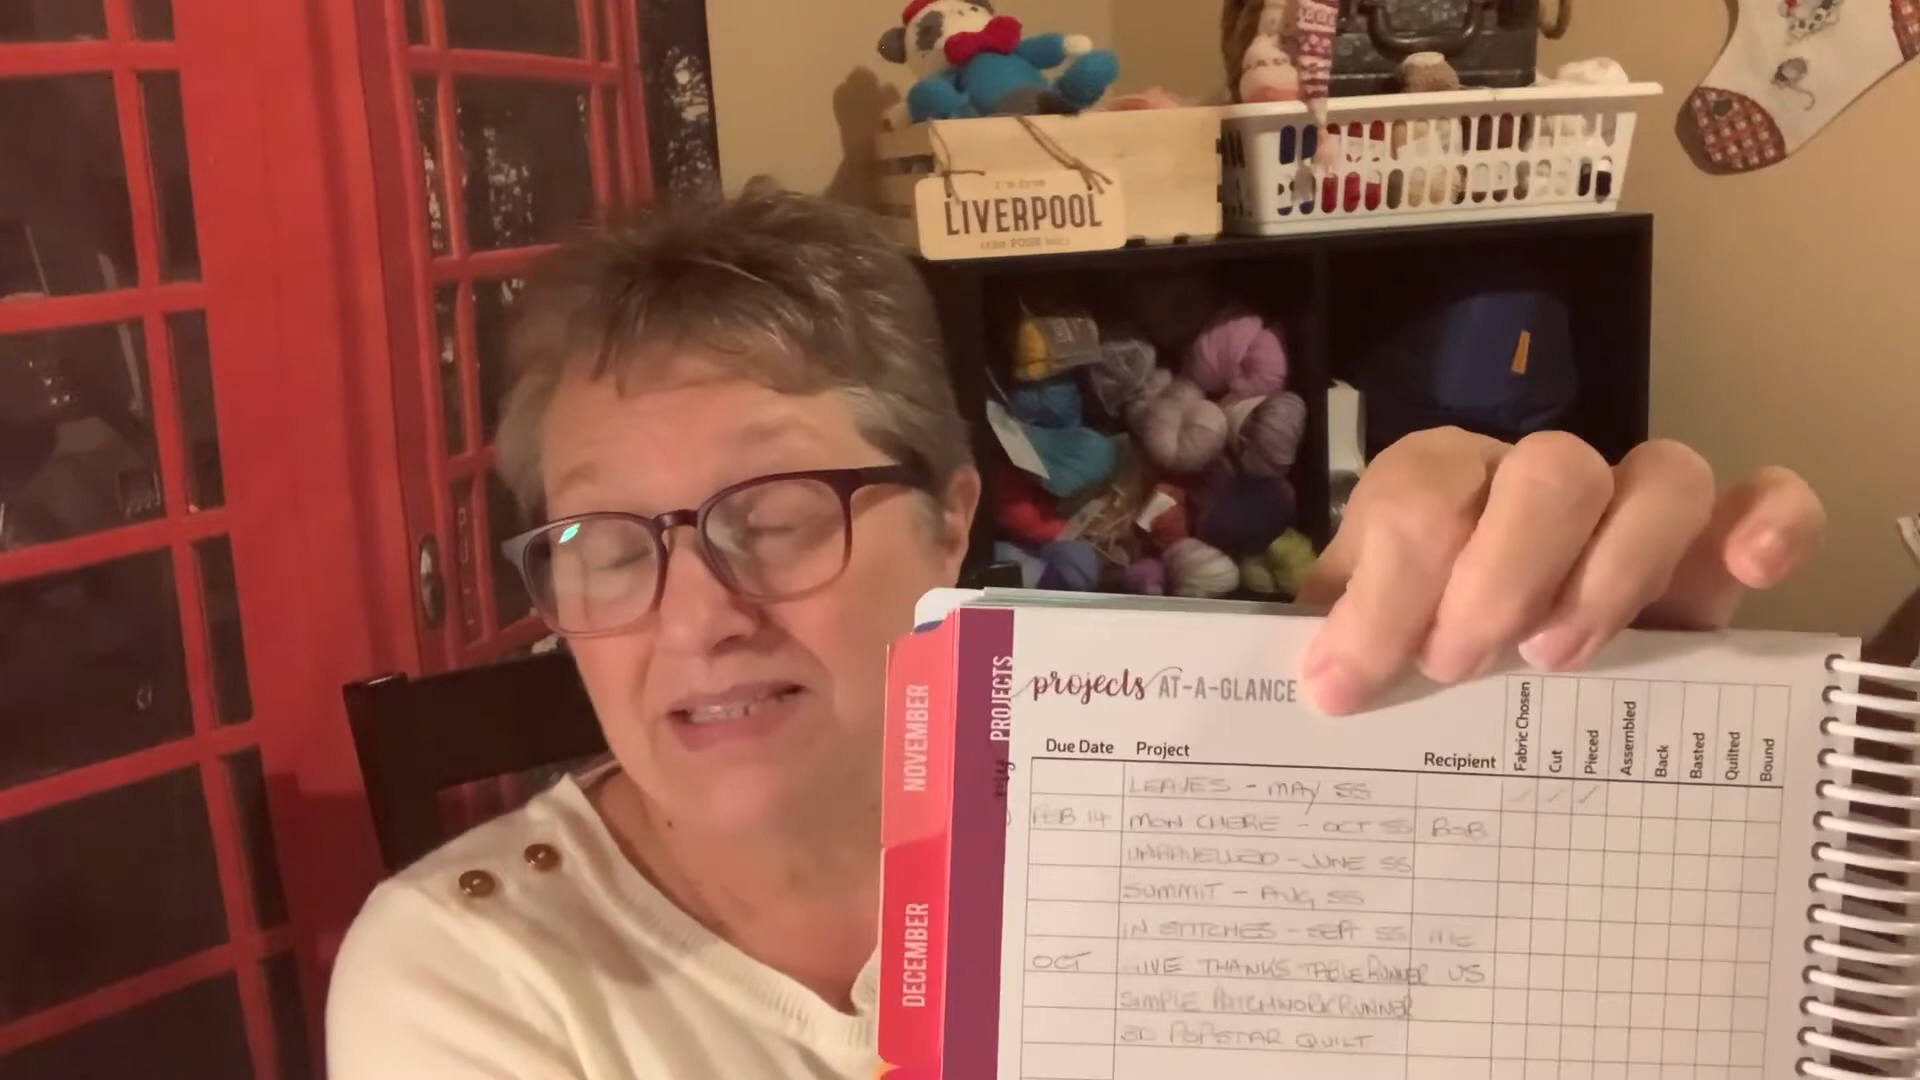 I'm from
LIVERPOOL
NOVEMBER
DECEMBER
my PROJECTS
projects AT-A-GLANCE
Due Date Project Recipient Fabric Chosen Cut Pieced Assembled Back Basted Quilted Bound
LEAVES - MAY SS ✓ ✓ ✓
FEB 14 MON CHERE - OCT SS BOB
UNRAVELLED - JUNE SS
SUMMIT - AUG SS
IN STITCHES - SEPT SS ME
OCT GIVE THANKS TABLERUNNER US
SIMPLE PATCHWORK RUNNER
3D POPSTAR QUILT